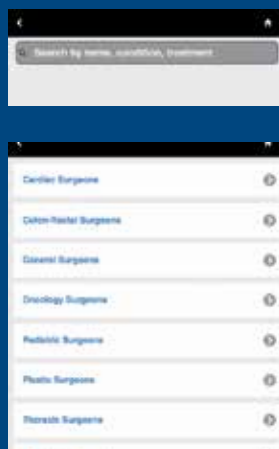 Search by name, condition, treatment
Cardiac Surgeons
Colon-Rectal Surgeons
General Surgeons
Oncology Surgeons
Pediatric Surgeons
Plastic Surgeons
Thoracic Surgeons